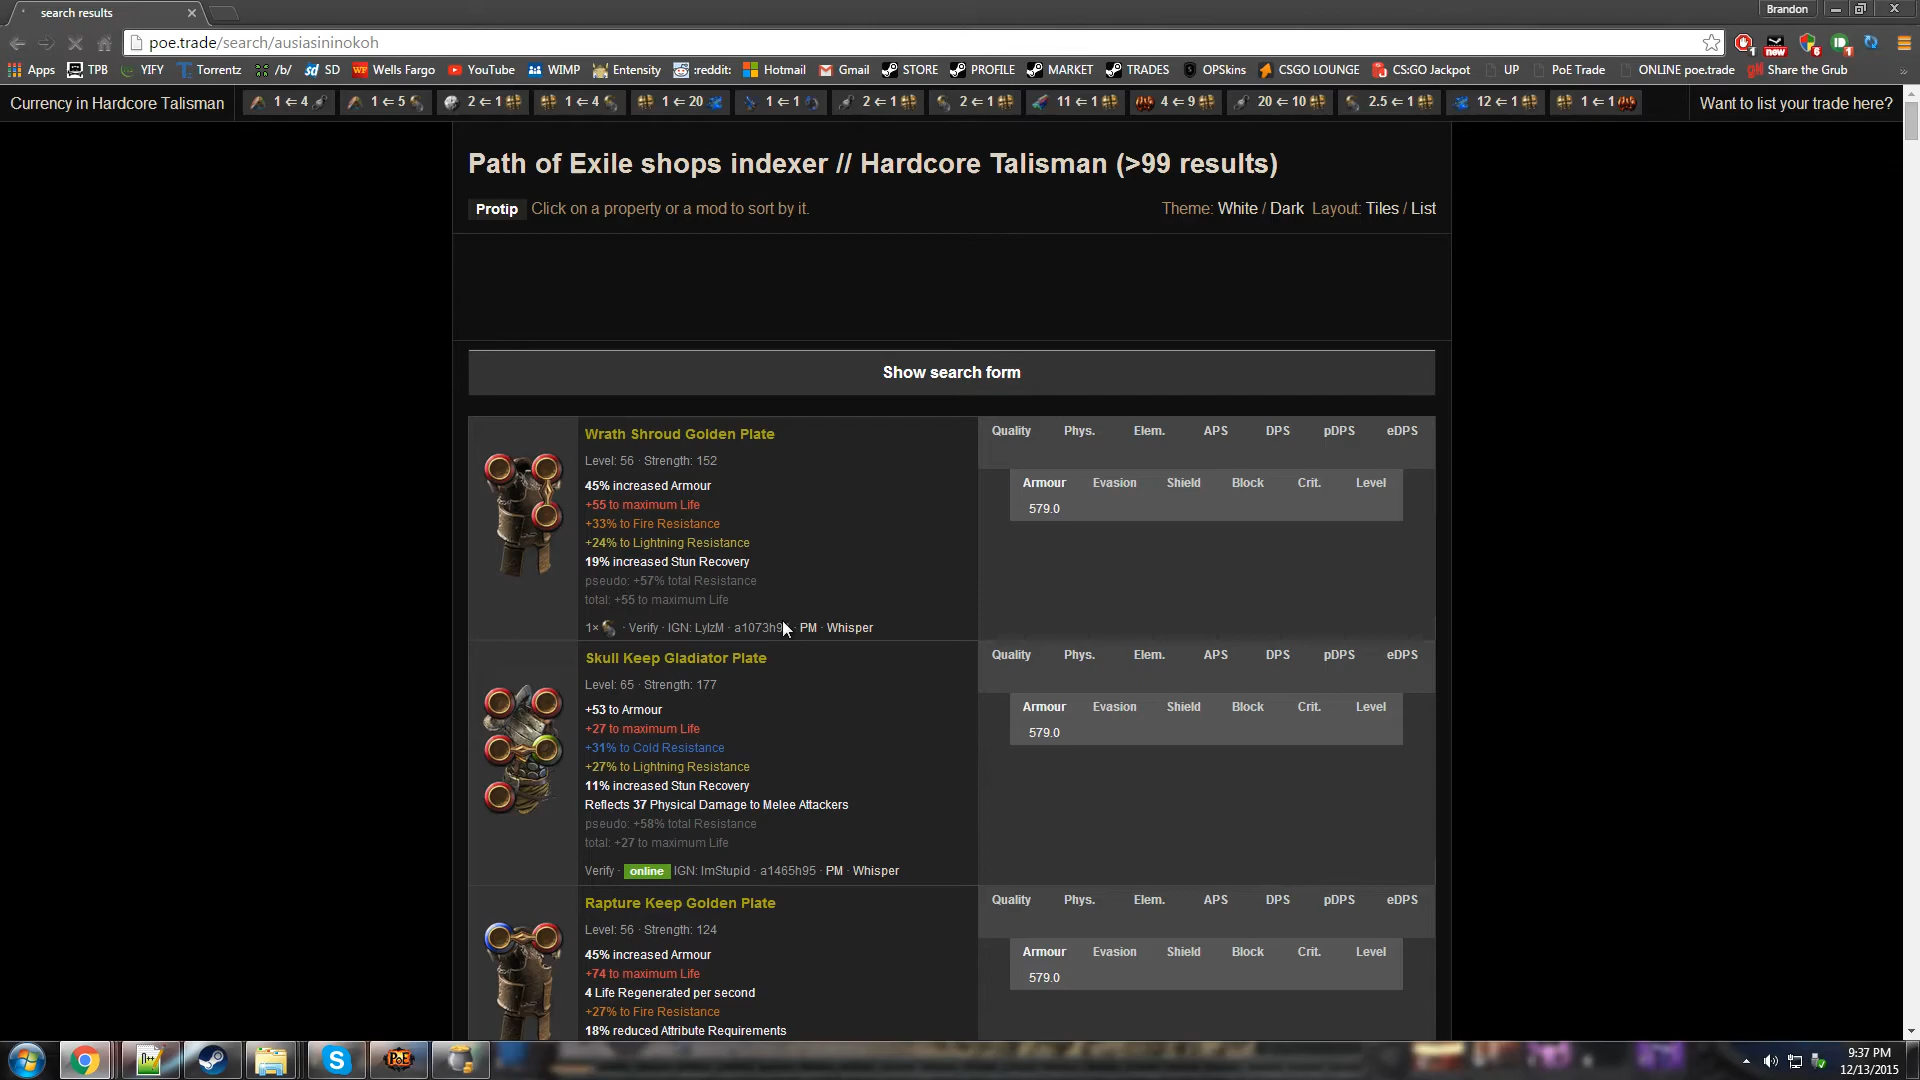 search results
Brandon
poe.trade/search/ausiasininokoh
Apps TPB YIFY Torrentz /b/ SD Wells Fargo YouTube WIMP Entensity :reddit: Hotmail Gmail STORE PROFILE MARKET TRADES OPSkins CSGO LOUNGE CS:GO Jackpot UP PoE Trade ONLINE poe.trade Share the Grub »
Currency in Hardcore Talisman 1 ⇐ 4 1 ⇐ 5 2 ⇐ 1 1 ⇐ 4 1 ⇐ 20 1 ⇐ 1 2 ⇐ 1 2 ⇐ 1 11 ⇐ 1 4 ⇐ 9 20 ⇐ 10 2.5 ⇐ 1 12 ⇐ 1 1 ⇐ 1 Want to list your trade here?
Path of Exile shops indexer // Hardcore Talisman (>99 results)
Protip Click on a property or a mod to sort by it. Theme: White / Dark Layout: Tiles / List
Show search form
Wrath Shroud Golden Plate
Level: 56 · Strength: 152
45% increased Armour
+55 to maximum Life
+33% to Fire Resistance
+24% to Lightning Resistance
19% increased Stun Recovery
pseudo: +57% total Resistance
total: +55 to maximum Life
1× · Verify · IGN: LylzM · PM · Whisper
Quality Phys. Elem. APS DPS pDPS eDPS
Armour Evasion Shield Block Crit. Level
579.0
Skull Keep Gladiator Plate
Level: 65 · Strength: 177
+53 to Armour
+27 to maximum Life
+31% to Cold Resistance
+27% to Lightning Resistance
11% increased Stun Recovery
Reflects 37 Physical Damage to Melee Attackers
pseudo: +58% total Resistance
total: +27 to maximum Life
Verify · online IGN: ImStupid · a1465h95 · PM · Whisper
Quality Phys. Elem. APS DPS pDPS eDPS
Armour Evasion Shield Block Crit. Level
579.0
Rapture Keep Golden Plate
Level: 56 · Strength: 124
45% increased Armour
+74 to maximum Life
4 Life Regenerated per second
+27% to Fire Resistance
18% reduced Attribute Requirements
Quality Phys. Elem. APS DPS pDPS eDPS
Armour Evasion Shield Block Crit. Level
579.0
9:37 PM
12/13/2015